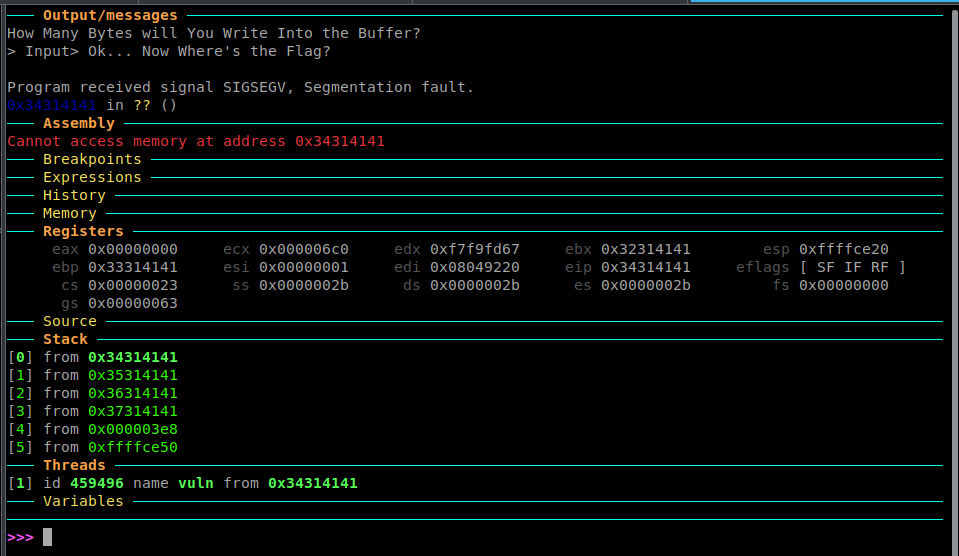 Output/messages
How Many Bytes will You Write Into the Buffer?
> Input> Ok... Now Where's the Flag?
Program received signal SIGSEGV, Segmentation fault.
0x34314141 in ?? ()
Assembly
Cannot access memory at address 0x34314141
Breakpoints
Expressions
History
Memory
Registers
eax 0x00000000 ecx 0x000006c0 edx 0xf7f9fd67 ebx 0x32314141 esp 0xffffce20
ebp 0x33314141 esi 0x00000001 edi 0x08049220 eip 0x34314141 eflags [ SF IF RF ]
cs 0x00000023 ss 0x0000002b ds 0x0000002b es 0x0000002b fs 0x00000000
gs 0x00000063
Source
Stack
[0] from 0x34314141
[1] from 0x35314141
[2] from 0x36314141
[3] from 0x37314141
[4] from 0x000003e8
[5] from 0xffffce50
Threads
[1] id 459496 name vuln from 0x34314141
Variables
>>>